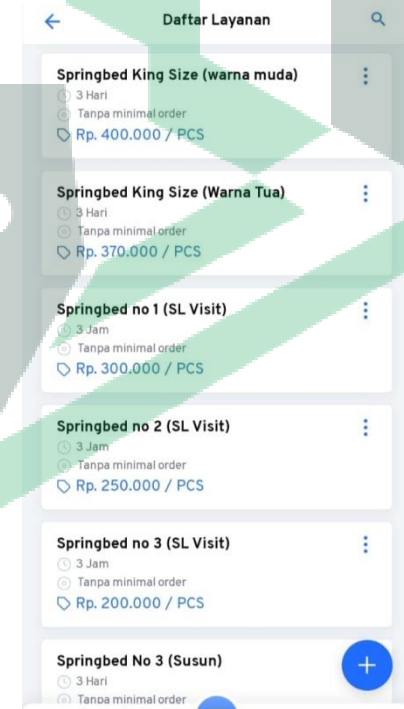 Daftar Layanan
Springbed King Size (warna muda)
3 Hari
Tanpa minimal order
Rp. 400.000 / PCS
Springbed King Size (Warna Tua)
3 Hari
Tanpa minimal order
Rp. 370.000 / PCS
Springbed no 1 (SL Visit)
3 Jam
Tanpa minimal order
Rp. 300.000 / PCS
Springbed no 2 (SL Visit)
3 Jam
Tanpa minimal order
Rp. 250.000 / PCS
Springbed no 3 (SL Visit)
3 Jam
Tanpa minimal order
Rp. 200.000 / PCS
Springbed No 3 (Susun)
3 Hari
Tanpa minimal order